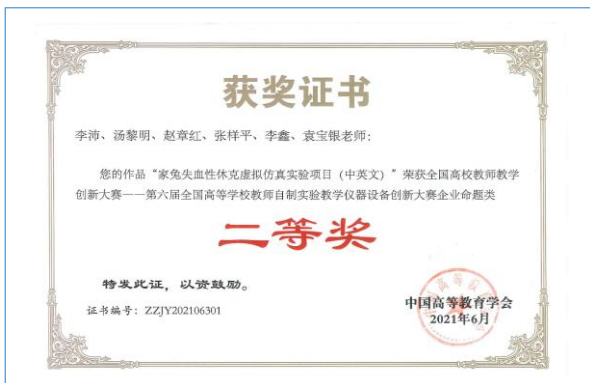 获奖证书
李沛、汤黎明、赵章红、张样平、李鑫、袁宝银老师：
您的作品“家兔失血性休克虚拟仿真实验项目（中英文）”荣获全国高校教师教学
创新大赛——第六届全国高等学校教师自制实验教学仪器设备创新大赛企业命题类
二等奖
特发此证，以资鼓励。
证书编号：ZZJY202106301
中国高等教育学会
2021年6月